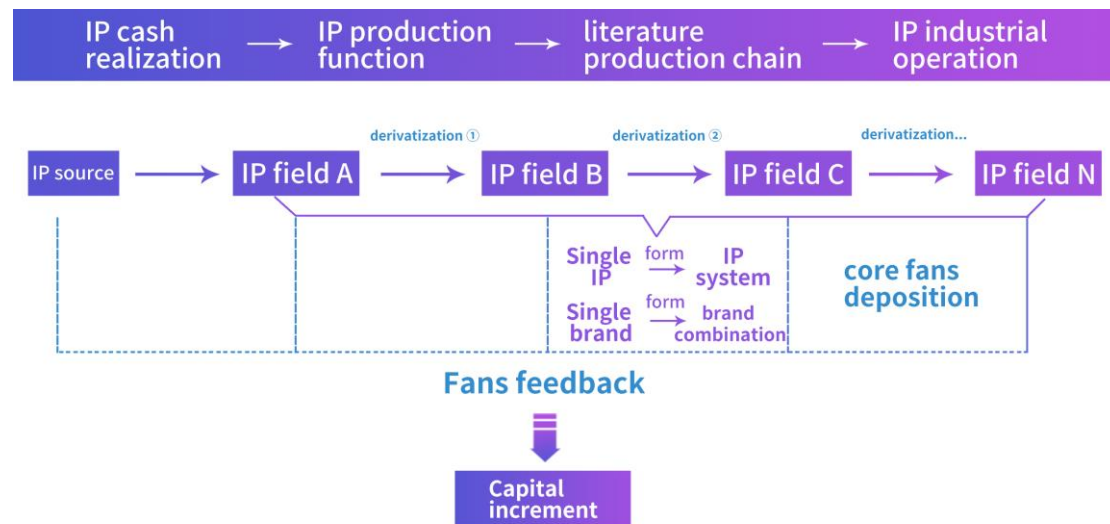 IP cash
realization
IP production
function
literature
production chain
IP industrial
operation
derivatization ①
derivatization ②
derivatization...
IP source
IP field A
IP field B
IP field C
IP field N
Single
IP
form
IP
system
Single
brand
form
brand
combination
core fans
deposition
Fans feedback
Capital
increment